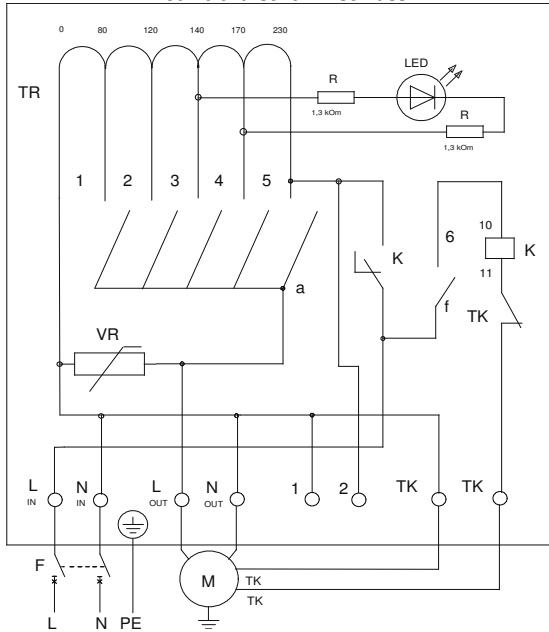 0 80 120 140 170 230
TR
LED
R
1,3 kOm
R
1,3 kOm
1 2 3 4 5
6
10
K
11
K
a
f
TK
VR
L N L N 1 2 TK TK
IN IN OUT OUT
F
M
TK
TK
L N PE